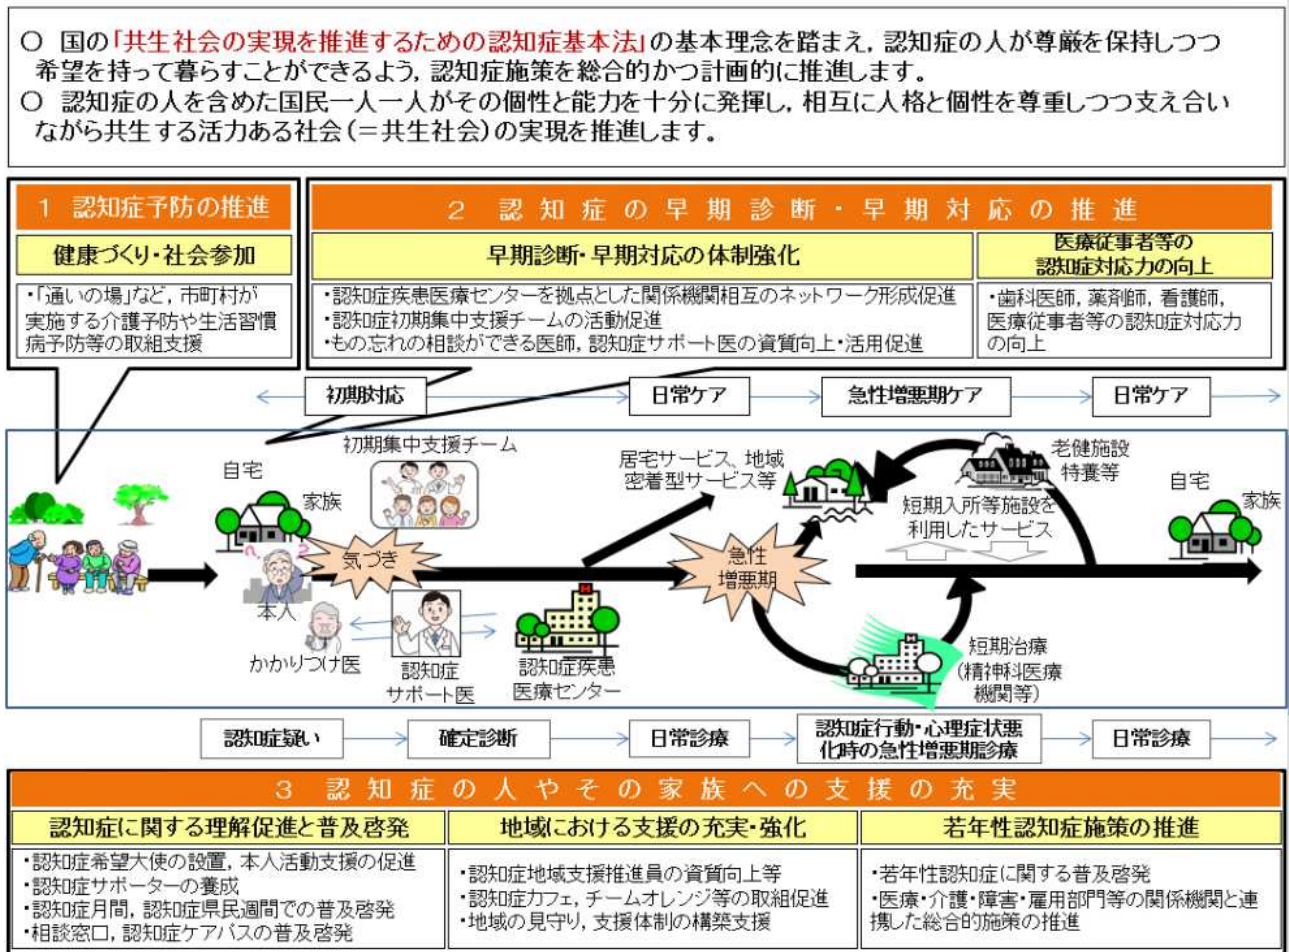 ○ 国の「共生社会の実現を推進するための認知症基本法」の基本理念を踏まえ，認知症の人が尊厳を保持しつつ
希望を持って暮らすことができるよう，認知症施策を総合的かつ計画的に推進します。
○ 認知症の人を含めた国民一人一人がその個性と能力を十分に発揮し，相互に人格と個性を尊重しつつ支え合い
ながら共生する活力ある社会（＝共生社会）の実現を推進します。
１ 認知症予防の推進
健康づくり・社会参加
・「通いの場」など，市町村が
実施する介護予防や生活習慣
病予防等の取組支援
２ 認知症の早期診断・早期対応の推進
早期診断・早期対応の体制強化
・認知症疾患医療センターを拠点とした関係機関相互のネットワーク形成促進
・認知症初期集中支援チームの活動促進
・もの忘れの相談ができる医師，認知症サポート医の資質向上・活用促進
医療従事者等の
認知症対応力の向上
・歯科医師，薬剤師，看護師，
医療従事者等の認知症対応力
の向上
初期対応
日常ケア
急性増悪期ケア
日常ケア
初期集中支援チーム
自宅
家族
気づき
本人
かかりつけ医
認知症
サポート医
H
認知症疾患
医療センター
居宅サービス、地域
密着型サービス等
急性
増悪期
老健施設
特養等
短期入所等施設を
利用したサービス
H
短期治療
（精神科医療
機関等）
自宅
家族
認知症疑い
確定診断
日常診療
認知症行動・心理症状悪
化時の急性増悪期診療
日常診療
３ 認知症の人やその家族への支援の充実
認知症に関する理解促進と普及啓発
・認知症希望大使の設置，本人活動支援の促進
・認知症サポーターの養成
・認知症月間，認知症県民週間での普及啓発
・相談窓口，認知症ケアパスの普及啓発
地域における支援の充実・強化
・認知症地域支援推進員の資質向上等
・認知症カフェ，チームオレンジ等の取組促進
・地域の見守り，支援体制の構築支援
若年性認知症施策の推進
・若年性認知症に関する普及啓発
・医療・介護・障害・雇用部門等の関係機関と連
携した総合的施策の推進